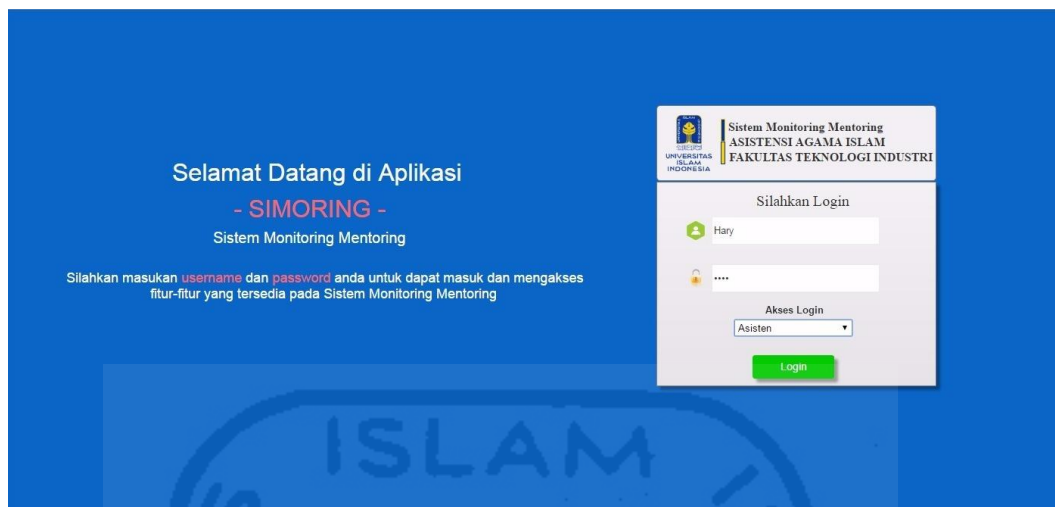 Selamat Datang di Aplikasi
- SIMORING -
Sistem Monitoring Mentoring
Silahkan masukan username dan password anda untuk dapat masuk dan mengakses
fitur-fitur yang tersedia pada Sistem Monitoring Mentoring
UNIVERSITAS
ISLAM
INDONESIA
Sistem Monitoring Mentoring
ASISTENSI AGAMA ISLAM
FAKULTAS TEKNOLOGI INDUSTRI
Silahkan Login
Hary
••••
Akses Login
Asisten
Login
ISLAM